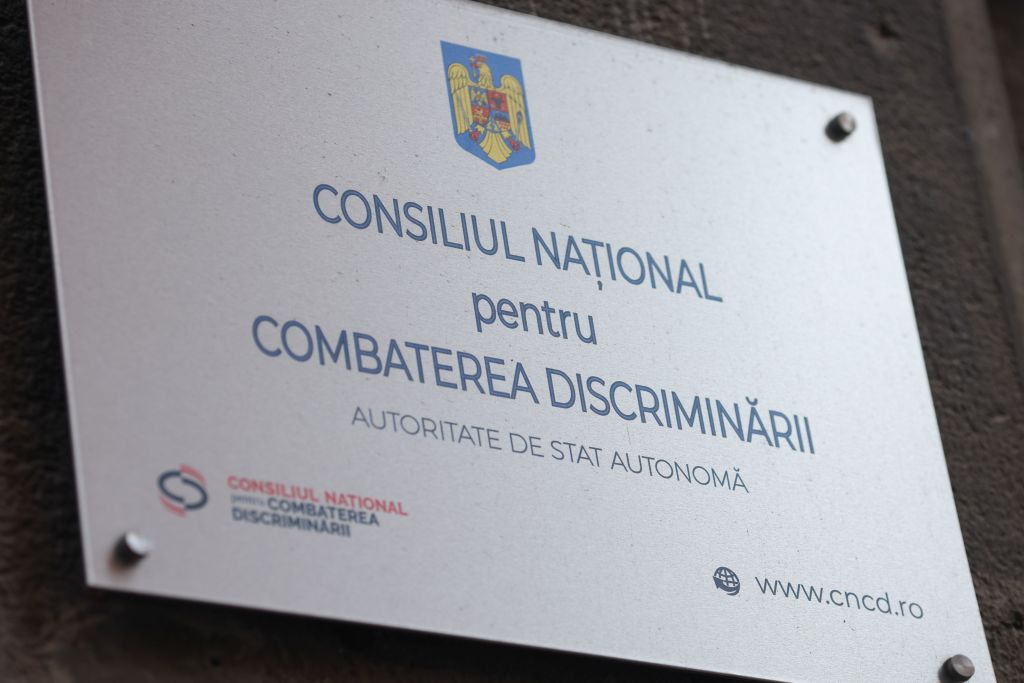 CONSILIUL NAȚIONAL
pentru
COMBATEREA DISCRIMINĂRII
AUTORITATE DE STAT AUTONOMĂ
CONSILIUL NAȚIONAL
pentru COMBATEREA
DISCRIMINĂRII
www.cncd.ro